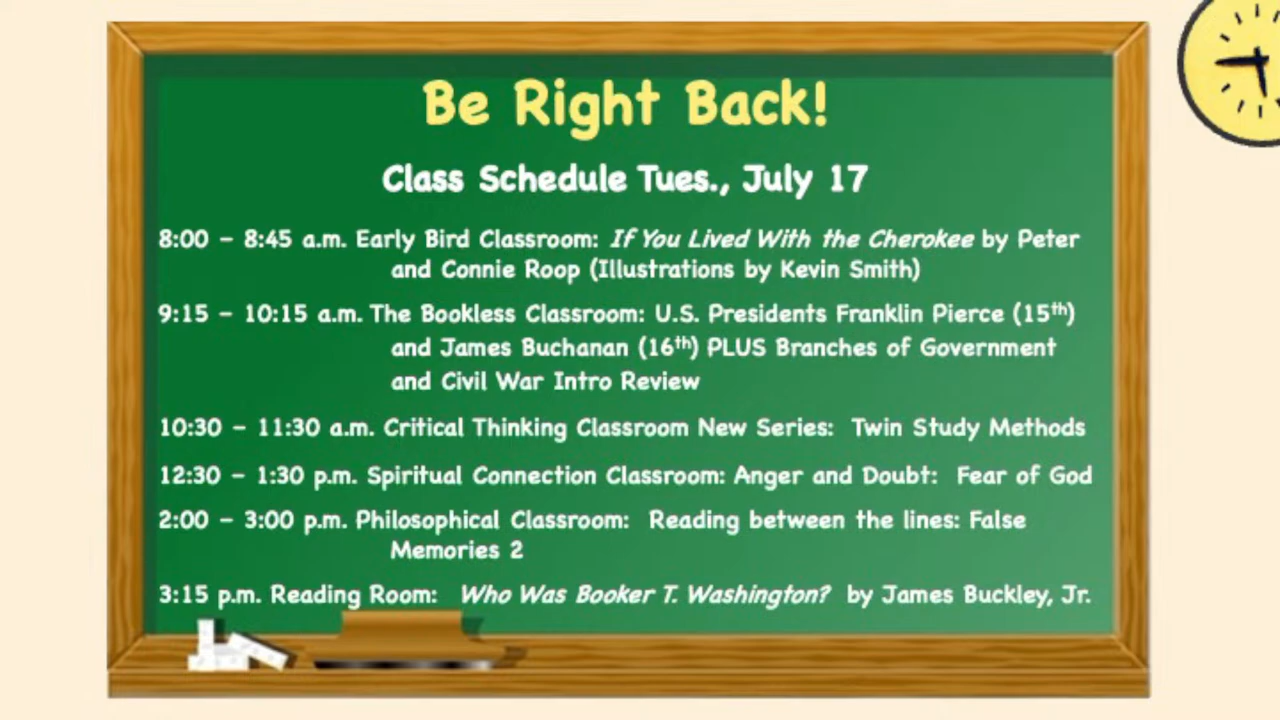 Be Right Back!
Class Schedule Tues., July 17
8:00 – 8:45 a.m. Early Bird Classroom: If You Lived With the Cherokee by Peter
and Connie Roop (Illustrations by Kevin Smith)
9:15 – 10:15 a.m. The Bookless Classroom: U.S. Presidents Franklin Pierce (15th)
and James Buchanan (16th) PLUS Branches of Government
and Civil War Intro Review
10:30 – 11:30 a.m. Critical Thinking Classroom New Series: Twin Study Methods
12:30 – 1:30 p.m. Spiritual Connection Classroom: Anger and Doubt: Fear of God
2:00 – 3:00 p.m. Philosophical Classroom: Reading between the lines: False
Memories 2
3:15 p.m. Reading Room: Who Was Booker T. Washington? by James Buckley, Jr.